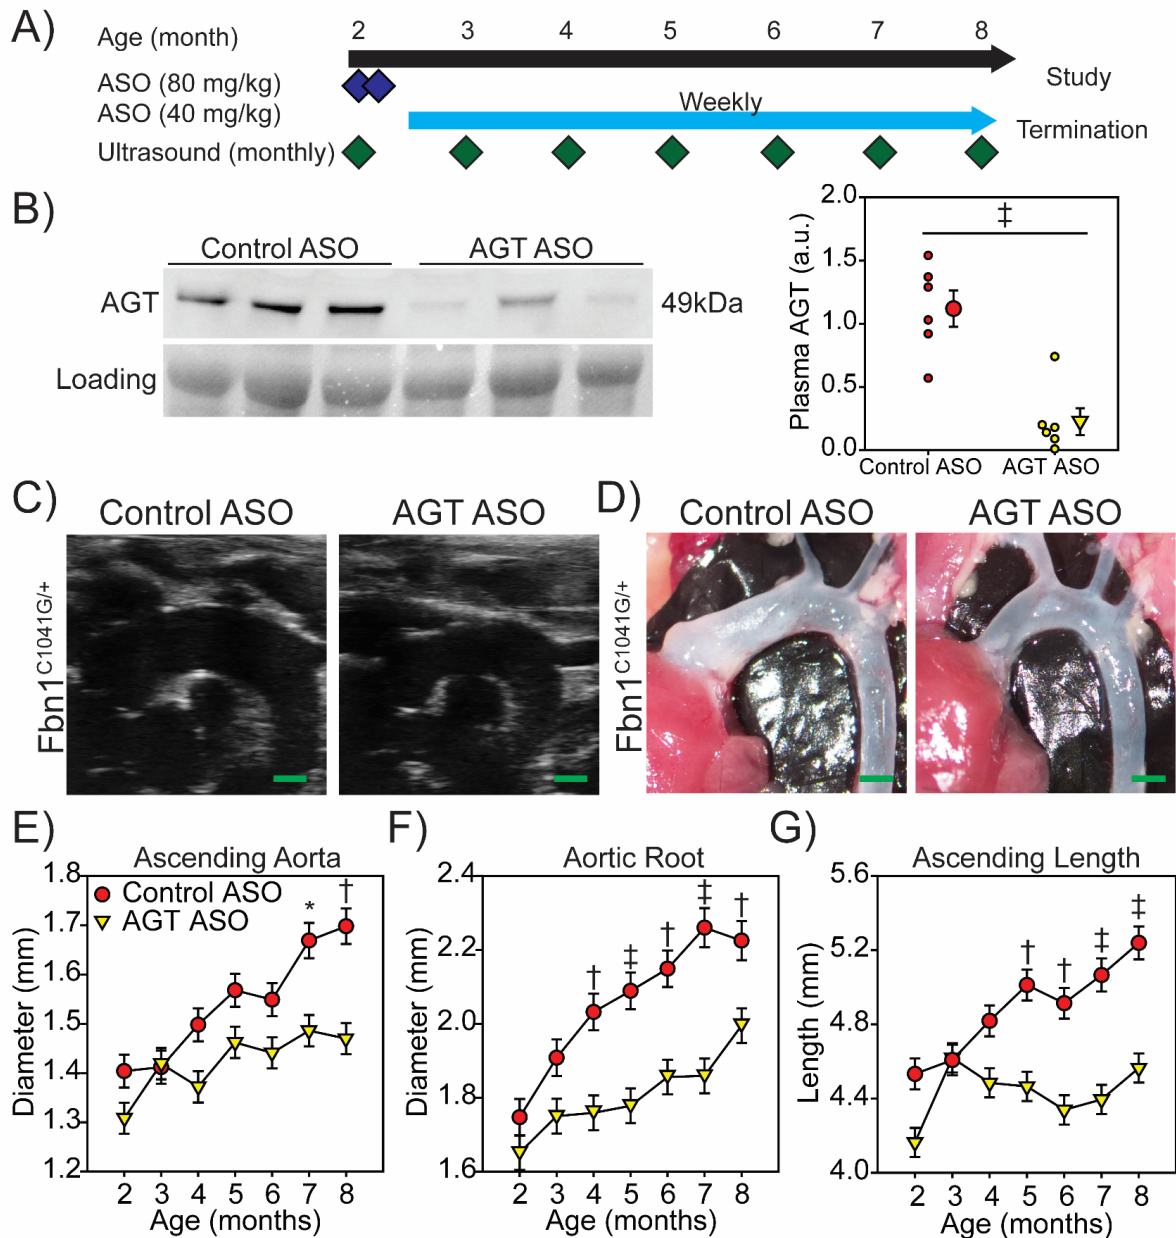 A)
Age (month) 2 3 4 5 6 7 8
ASO (80 mg/kg)
ASO (40 mg/kg) Weekly
Ultrasound (monthly)
Study
Termination
B)
Control ASO AGT ASO
AGT 49kDa
Loading
Plasma AGT (a.u.)
2.0
1.5
1.0
0.5
0.0
‡
Control ASO AGT ASO
C)
Control ASO AGT ASO
Fbn1C1041G/+
D)
Control ASO AGT ASO
Fbn1C1041G/+
E)
Ascending Aorta
Control ASO
AGT ASO
* †
Diameter (mm)
1.8
1.7
1.6
1.5
1.4
1.3
1.2
2 3 4 5 6 7 8
Age (months)
F)
Aortic Root
† ‡ † ‡ †
Diameter (mm)
2.4
2.2
2.0
1.8
1.6
2 3 4 5 6 7 8
Age (months)
G)
Ascending Length
† † ‡ ‡
Length (mm)
5.6
5.2
4.8
4.4
4.0
2 3 4 5 6 7 8
Age (months)